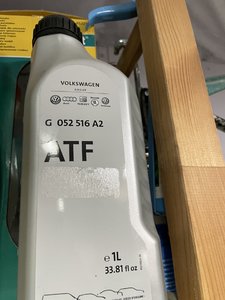 VOLKSWAGEN
G 052 516 A2
ATF
e 1L
33.81 fl oz